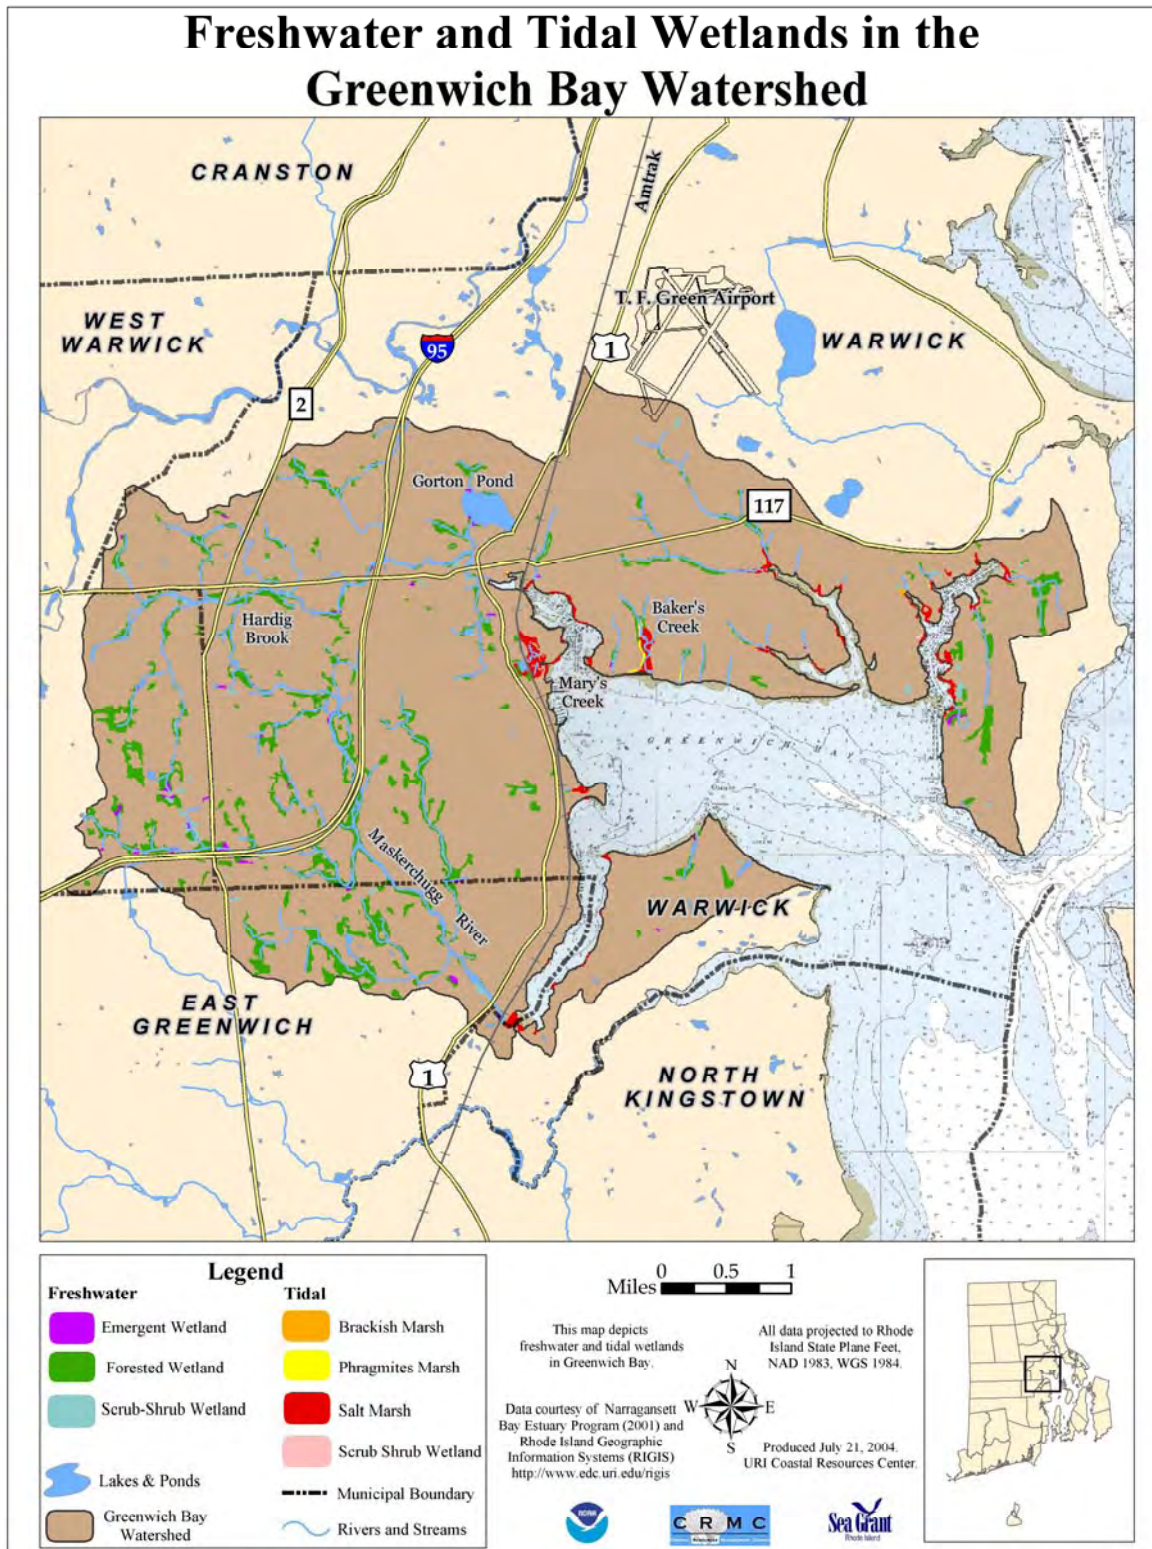 Freshwater and Tidal Wetlands in the
Greenwich Bay Watershed
CRANSTON
Amtrak
T. F. Green Airport
WEST
WARWICK
95
1
WARWICK
2
Gorton Pond
117
Hardig
Brook
Baker's
Creek
Mary's
Creek
GREENWICH BAY
Maskerchugg
River
WARWICK
EAST
GREENWICH
1
NORTH
KINGSTOWN
Legend
Freshwater
Emergent Wetland
Forested Wetland
Scrub-Shrub Wetland
Lakes & Ponds
Greenwich Bay
Watershed
Tidal
Brackish Marsh
Phragmites Marsh
Salt Marsh
Scrub Shrub Wetland
Municipal Boundary
Rivers and Streams
0 0.5 1
Miles
This map depicts
freshwater and tidal wetlands
in Greenwich Bay.
All data projected to Rhode
Island State Plane Feet,
NAD 1983, WGS 1984.
N
W E
S
Data courtesy of Narragansett
Bay Estuary Program (2001) and
Rhode Island Geographic
Information Systems (RIGIS)
http://www.edc.uri.edu/rigis
Produced July 21, 2004.
URI Coastal Resources Center.
NOAA
CRMC
Sea Grant
Rhode Island